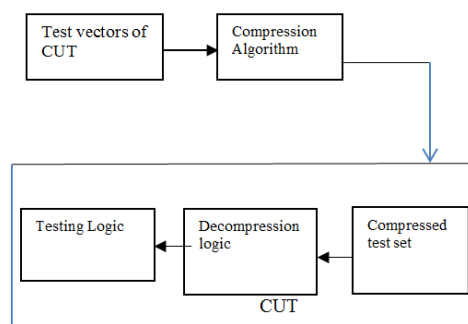 Test vectors of
CUT
Compression
Algorithm
Testing Logic
Decompression
logic
Compressed
test set
CUT